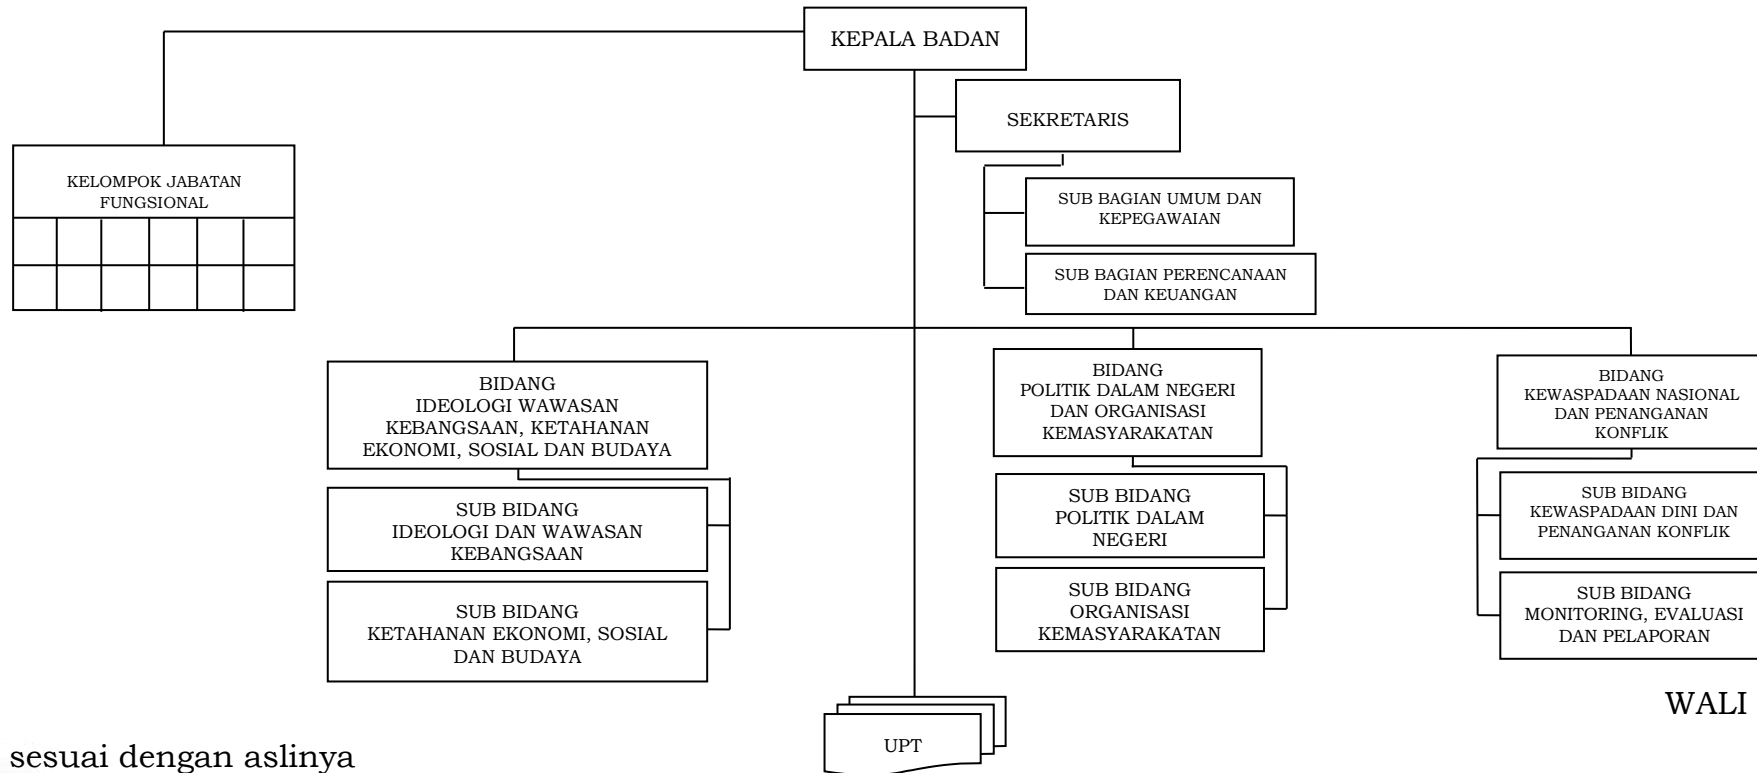 KEPALA BADAN
SEKRETARIS
KELOMPOK JABATAN
FUNGSIONAL
SUB BAGIAN UMUM DAN
KEPEGAWAIAN
SUB BAGIAN PERENCANAAN
DAN KEUANGAN
BIDANG
IDEOLOGI WAWASAN
KEBANGSAAN, KETAHANAN
EKONOMI, SOSIAL DAN BUDAYA
SUB BIDANG
IDEOLOGI DAN WAWASAN
KEBANGSAAN
SUB BIDANG
KETAHANAN EKONOMI, SOSIAL
DAN BUDAYA
BIDANG
POLITIK DALAM NEGERI
DAN ORGANISASI
KEMASYARAKATAN
SUB BIDANG
POLITIK DALAM
NEGERI
SUB BIDANG
ORGANISASI
KEMASYARAKATAN
BIDANG
KEWASPADAAN NASIONAL
DAN PENANGANAN
KONFLIK
SUB BIDANG
KEWASPADAAN DINI DAN
PENANGANAN KONFLIK
SUB BIDANG
MONITORING, EVALUASI
DAN PELAPORAN
WALI
UPT
sesuai dengan aslinya